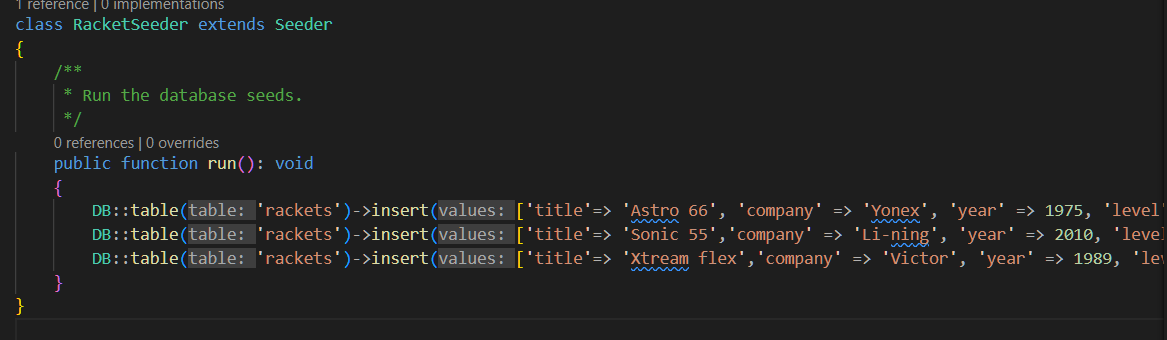 1 reference | 0 implementations
class RacketSeeder extends Seeder
{
/**
* Run the database seeds.
*/
0 references | 0 overrides
public function run(): void
{
DB::table(table: 'rackets')->insert(values: ['title'=> 'Astro 66', 'company' => 'Yonex', 'year' => 1975, 'level'
DB::table(table: 'rackets')->insert(values: ['title'=> 'Sonic 55','company' => 'Li-ning', 'year' => 2010, 'level
DB::table(table: 'rackets')->insert(values: ['title'=> 'Xtream flex','company' => 'Victor', 'year' => 1989, 'lev
}
}